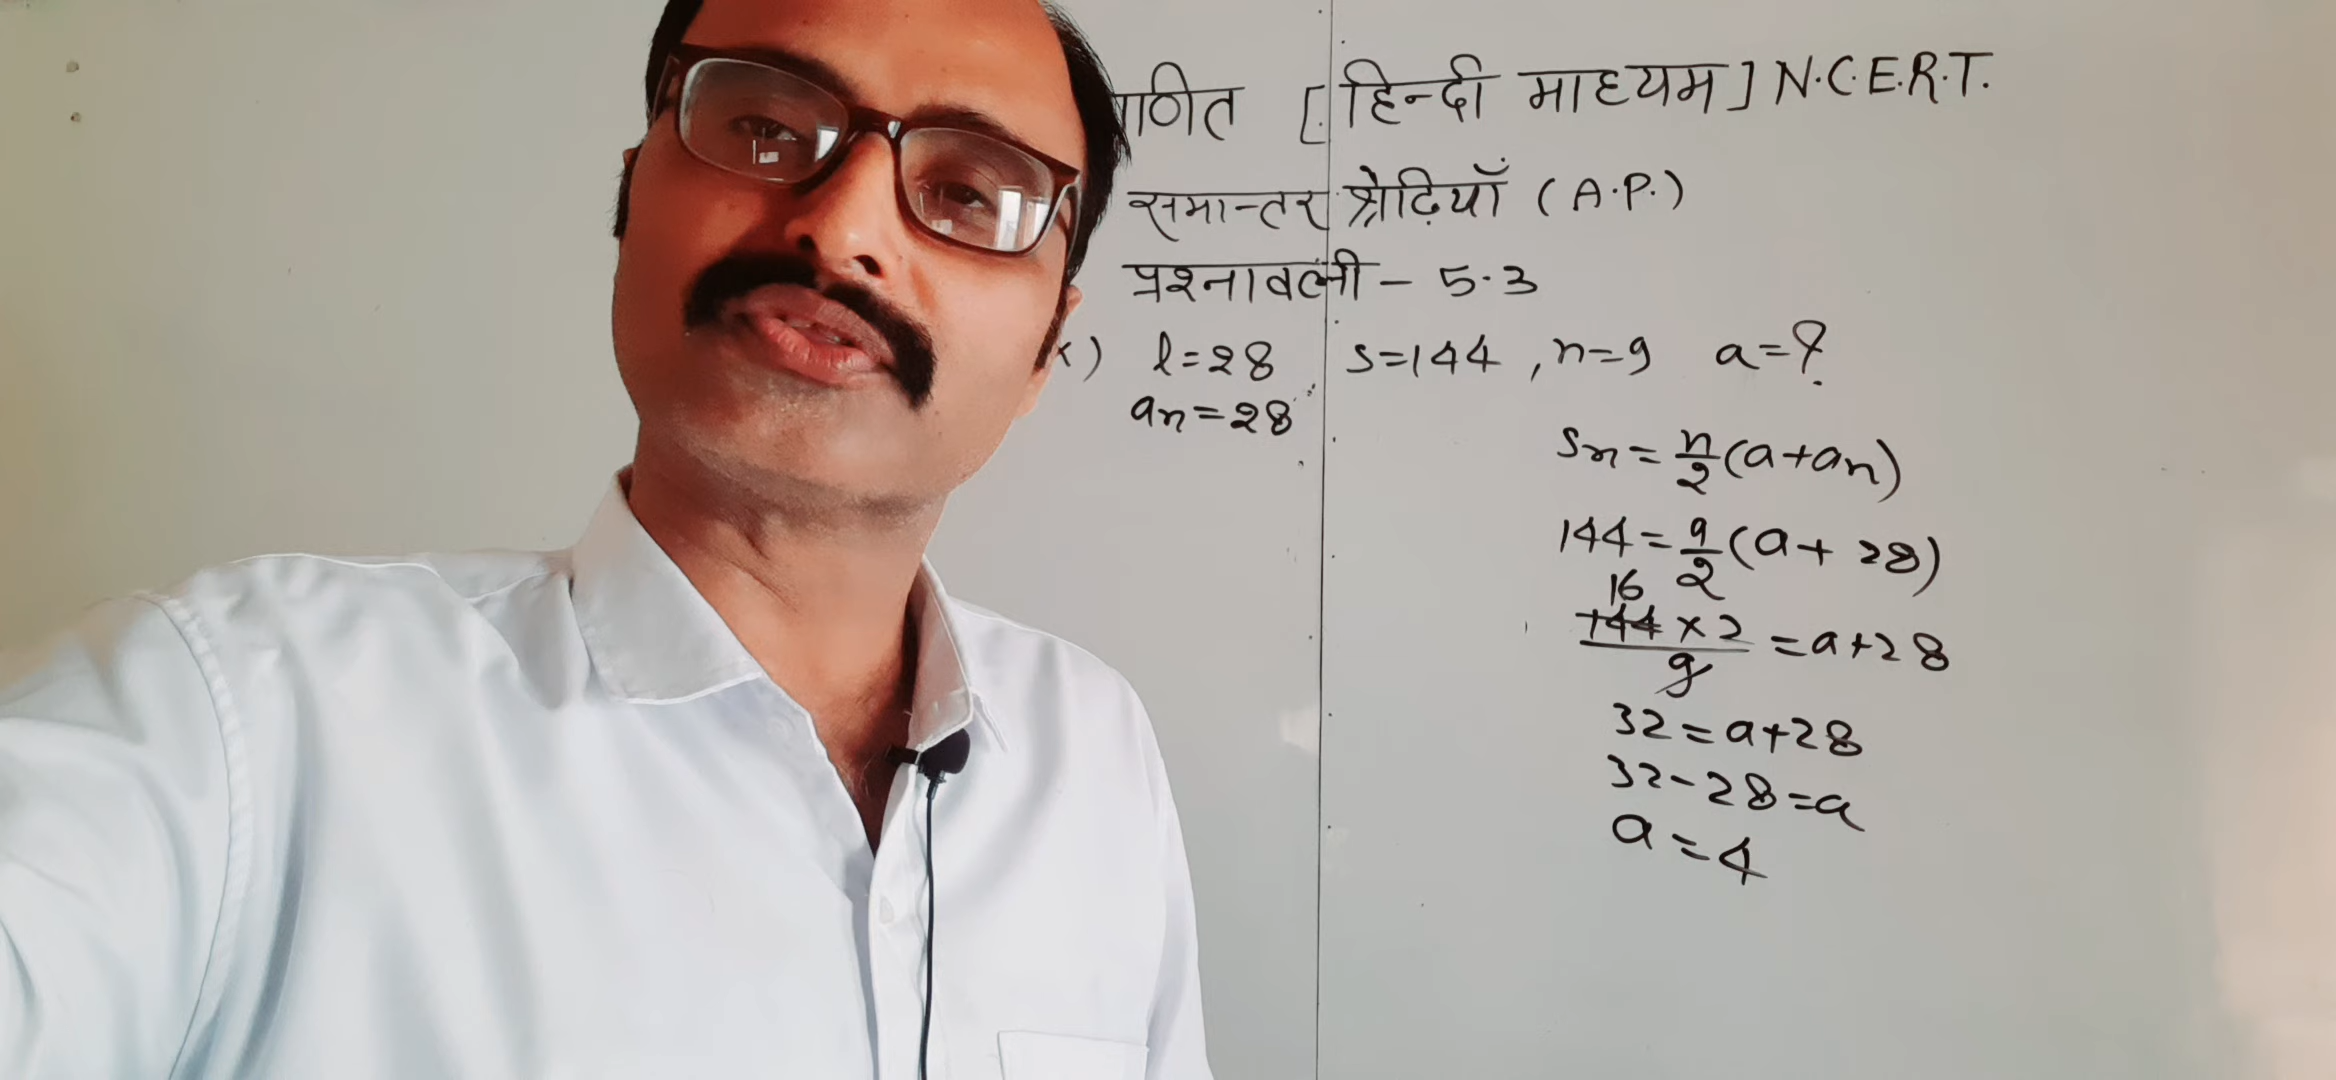 गणित [हिन्दी माध्यम] N.C.E.R.T.
समान्तर श्रेढ़ियाँ (A.P.)
प्रश्नावली - 5.3
x) l=28, S=144, n=9 a=?
an=28
Sn=n/2(a+an)
144=9/2(a+28)
16
144×2/9=a+28
32=a+28
32-28=a
a=4